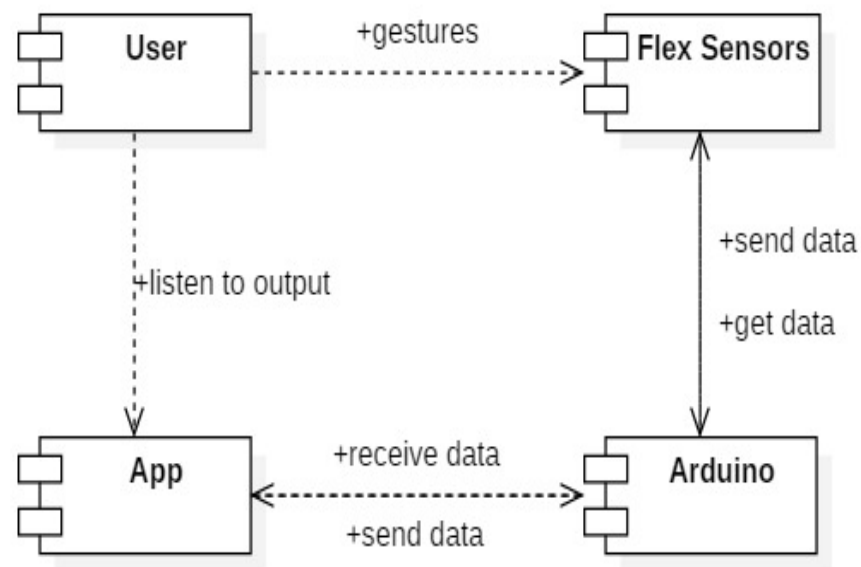 User
+gestures
Flex Sensors
+send data
+listen to output
+get data
App
+receive data
Arduino
+send data